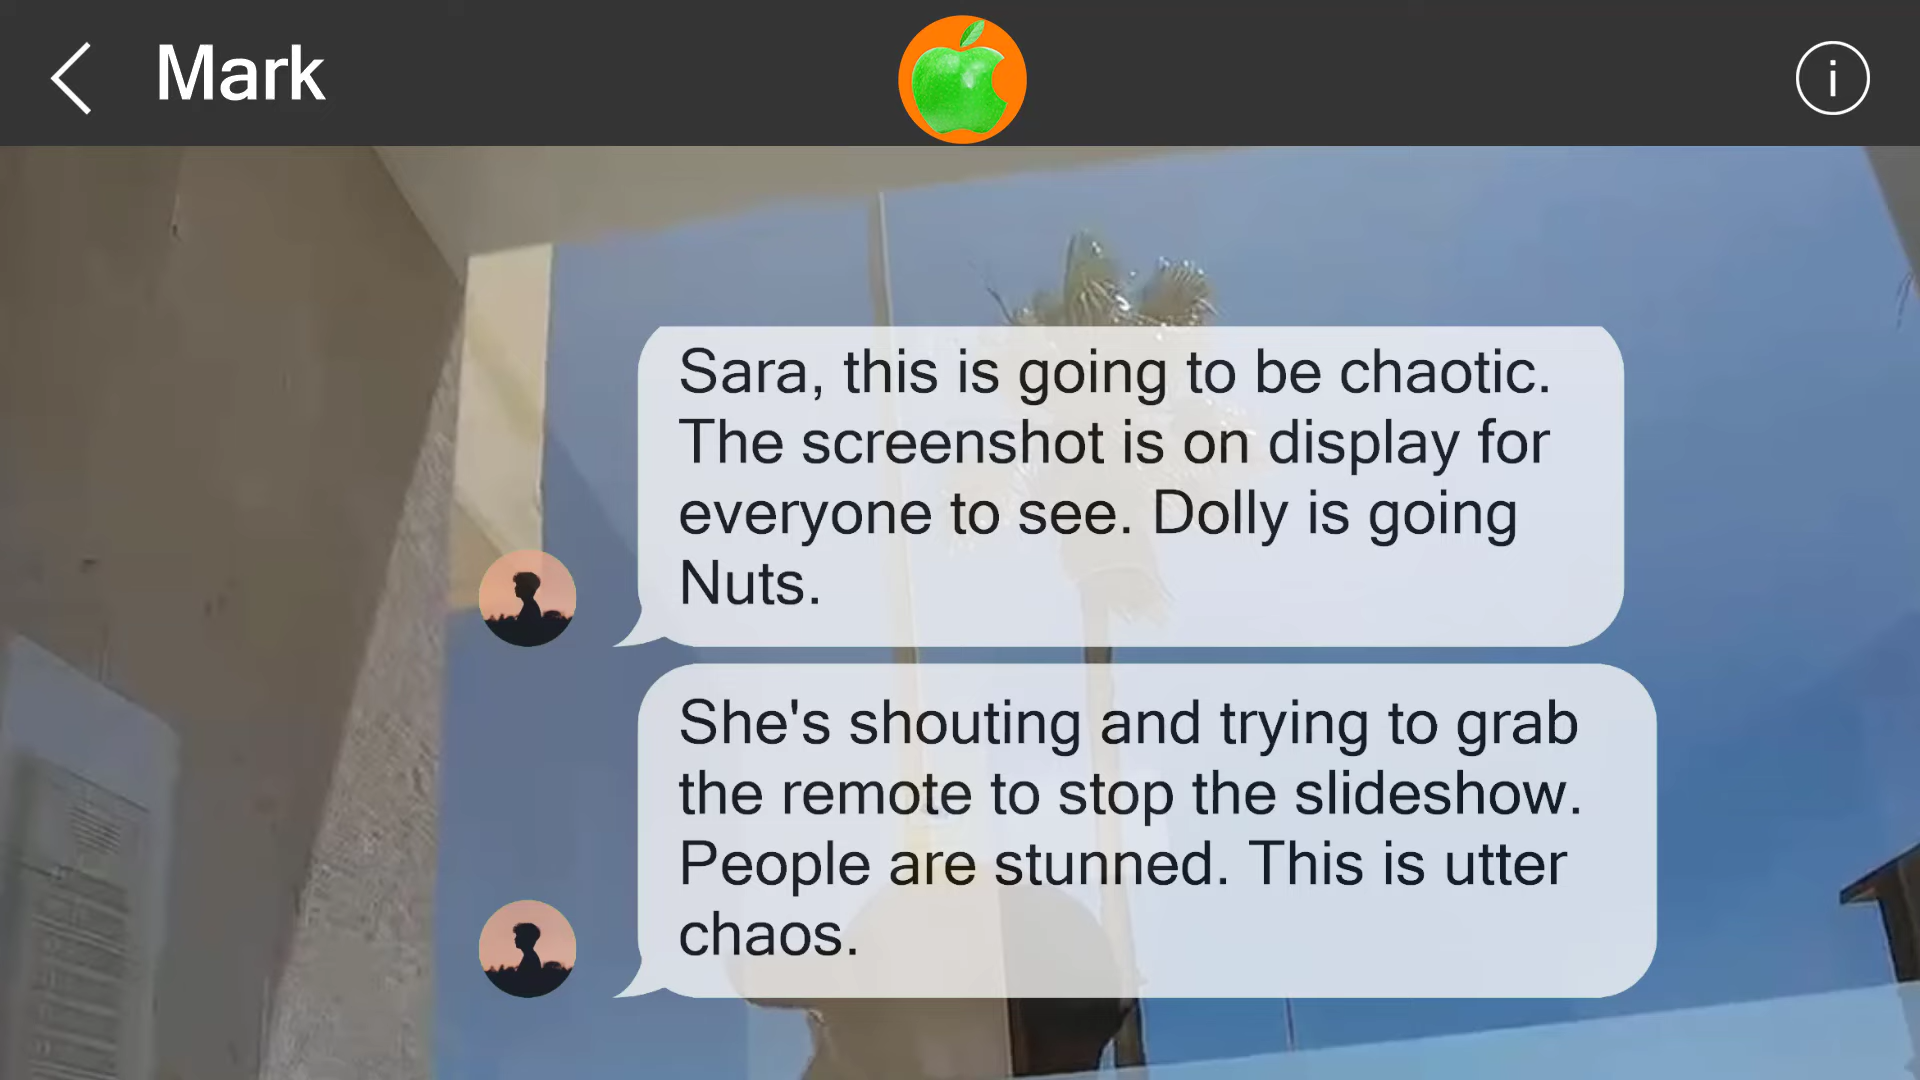 Mark
i
Sara, this is going to be chaotic.
The screenshot is on display for
everyone to see. Dolly is going
Nuts.
She's shouting and trying to grab
the remote to stop the slideshow.
People are stunned. This is utter
chaos.